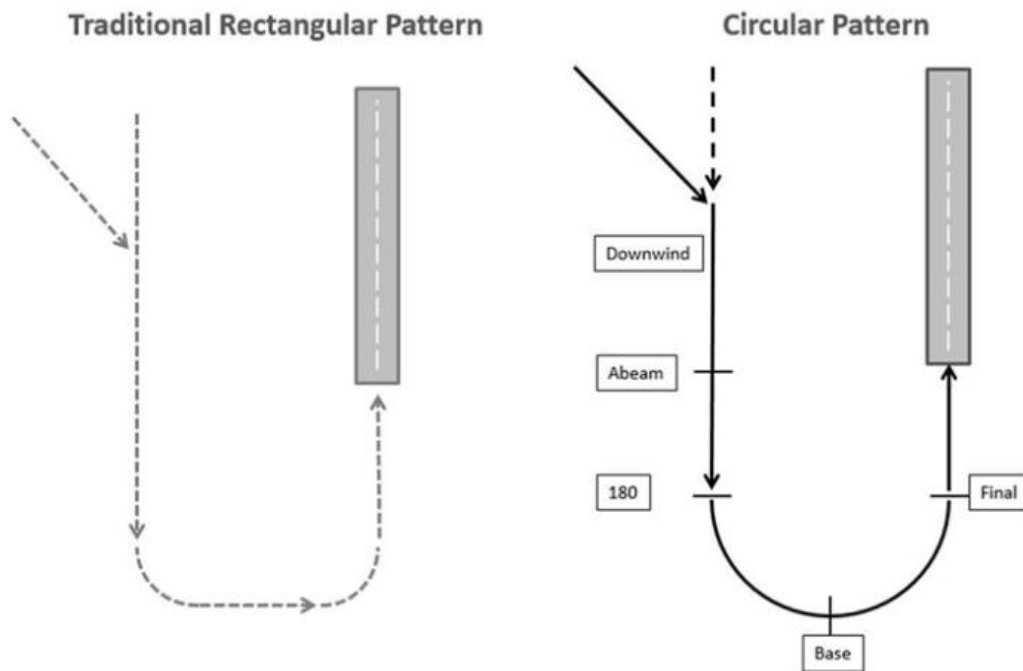 Traditional Rectangular Pattern
Circular Pattern
Downwind
Abeam
180
Final
Base